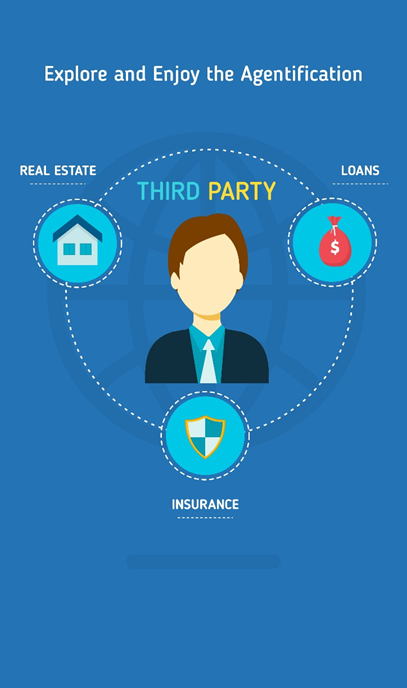 Explore and Enjoy the Agentification
REAL ESTATE
LOANS
THIRD PARTY
$
INSURANCE